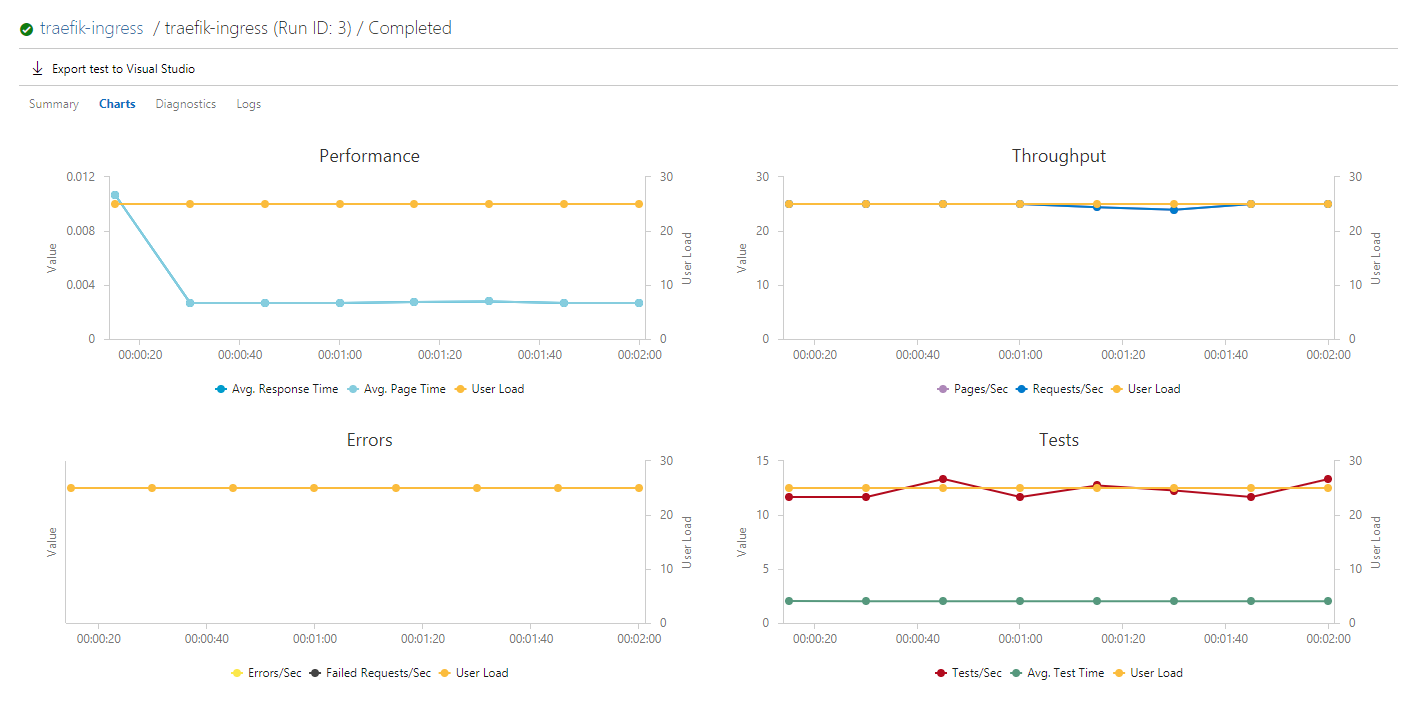 traefik-ingress / traefik-ingress (Run ID: 3) / Completed
Export test to Visual Studio
Summary Charts Diagnostics Logs
Performance
0.012
0.008
0.004
0
Value
30
20
10
0
User Load
00:00:20 00:00:40 00:01:00 00:01:20 00:01:40 00:02:00
Avg. Response Time Avg. Page Time User Load
Throughput
30
20
10
0
Value
30
20
10
0
User Load
00:00:20 00:00:40 00:01:00 00:01:20 00:01:40 00:02:00
Pages/Sec Requests/Sec User Load
Errors
Value
30
20
10
0
User Load
00:00:20 00:00:40 00:01:00 00:01:20 00:01:40 00:02:00
Errors/Sec Failed Requests/Sec User Load
Tests
15
10
5
0
Value
30
20
10
0
User Load
00:00:20 00:00:40 00:01:00 00:01:20 00:01:40 00:02:00
Tests/Sec Avg. Test Time User Load